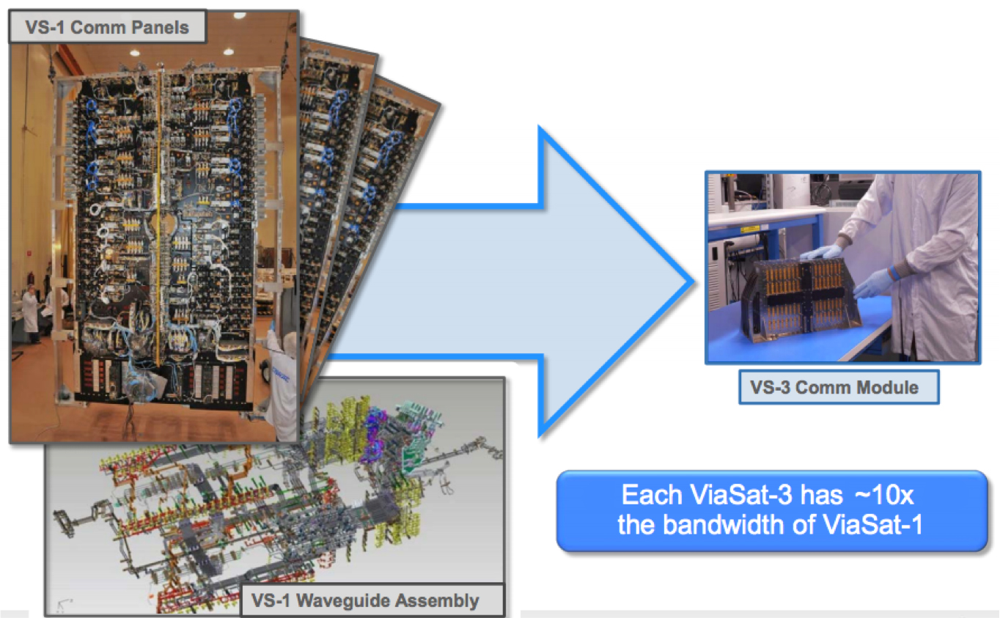 VS-1 Comm Panels
VS-3 Comm Module
Each ViaSat-3 has ~10x
the bandwidth of ViaSat-1
VS-1 Waveguide Assembly